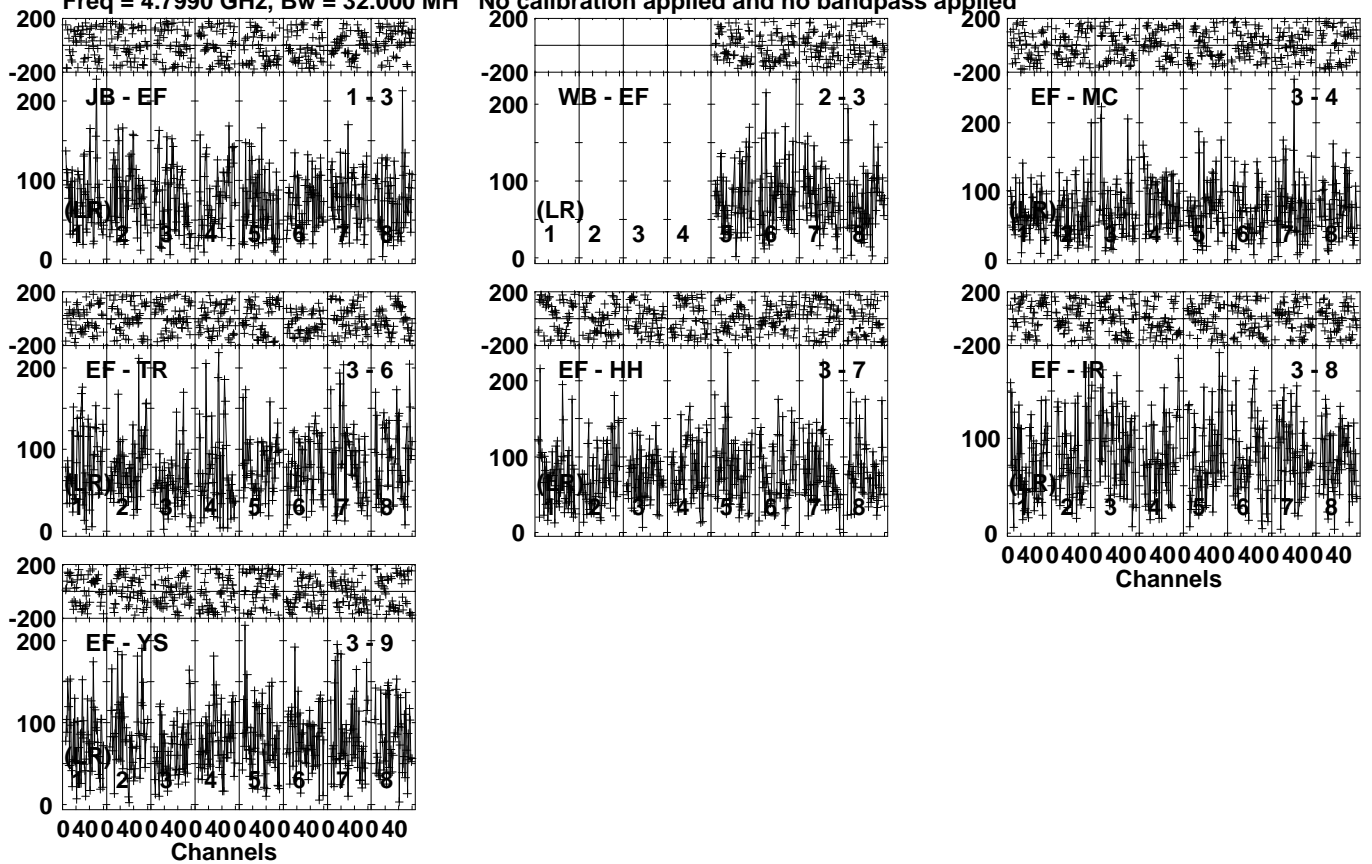 Freq = 4.7990 GHz, Bw = 32.000 MH No calibration applied and no bandpass applied
200 200 200
-200 -200 -200
JB - EF 1 - 3 WB - EF 2 - 3 EF - MC 3 - 4
200 200 200
100 100 100
(LR) (LR) (LR)
1 2 3 4 5 6 7 8 1 2 3 4 5 6 7 8 1 2 3 4 5 6 7 8
0 0 0
200 200 200
-200 -200 -200
EF - TR 3 - 6 EF - HH 3 - 7 EF - IR 3 - 8
200 200
100 100 100
(LR) (LR) (LR)
1 2 3 4 5 6 7 8 1 2 3 4 5 6 7 8 1 2 3 4 5 6 7 8
0 0 0
0 40 0 40 0 40 0 40 0 40 0 40 0 40 0 40
Channels
200
-200
EF - YS 3 - 9
200
100
(LR)
1 2 3 4 5 6 7 8
0
0 40 0 40 0 40 0 40 0 40 0 40 0 40 0 40
Channels